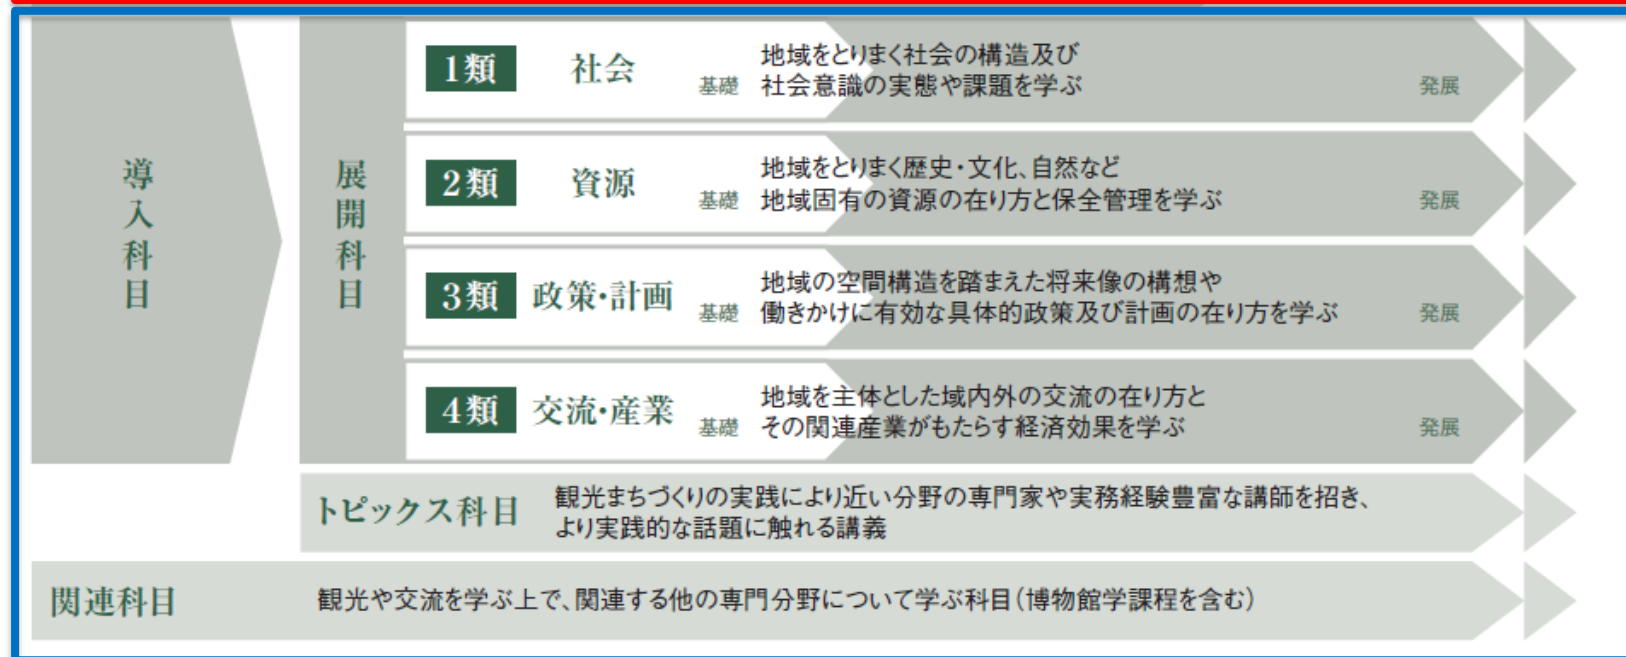 導入科目
展開科目
1類 社会
基礎
地域をとりまく社会の構造及び
社会意識の実態や課題を学ぶ
発展
2類 資源
基礎
地域をとりまく歴史・文化、自然など
地域固有の資源の在り方と保全管理を学ぶ
発展
3類 政策・計画
基礎
地域の空間構造を踏まえた将来像の構想や
働きかけに有効な具体的政策及び計画の在り方を学ぶ
発展
4類 交流・産業
基礎
地域を主体とした域内外の交流の在り方と
その関連産業がもたらす経済効果を学ぶ
発展
トピックス科目
観光まちづくりの実践により近い分野の専門家や実務経験豊富な講師を招き、
より実践的な話題に触れる講義
関連科目
観光や交流を学ぶ上で、関連する他の専門分野について学ぶ科目(博物館学課程を含む)